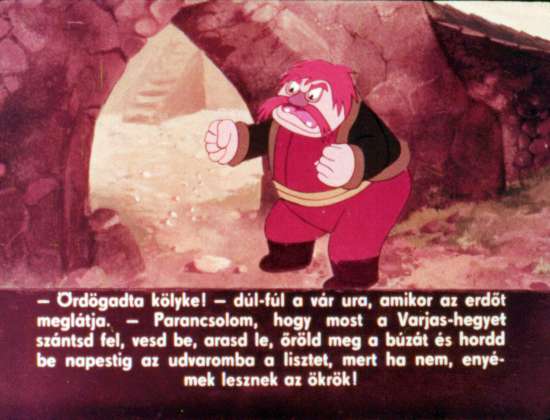 — Ördögadta kölyke! — dúl-fúl a vár ura, amikor az erdőt
meglátja. — Parancsolom, hogy most a Varjas-hegyet
szántsd fel, vesd be, arasd le, őröld meg a búzát és hordd
be napestig az udvaromba a lisztet, mert ha nem, enyé-
mek lesznek az ökrök!